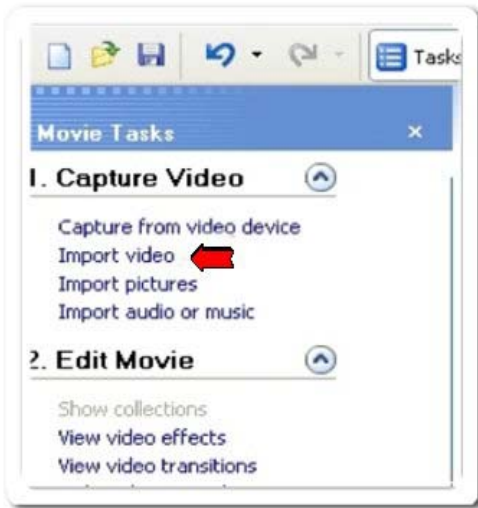 Tasks
Movie Tasks
1. Capture Video
Capture from video device
Import video
Import pictures
Import audio or music
2. Edit Movie
Show collections
View video effects
View video transitions